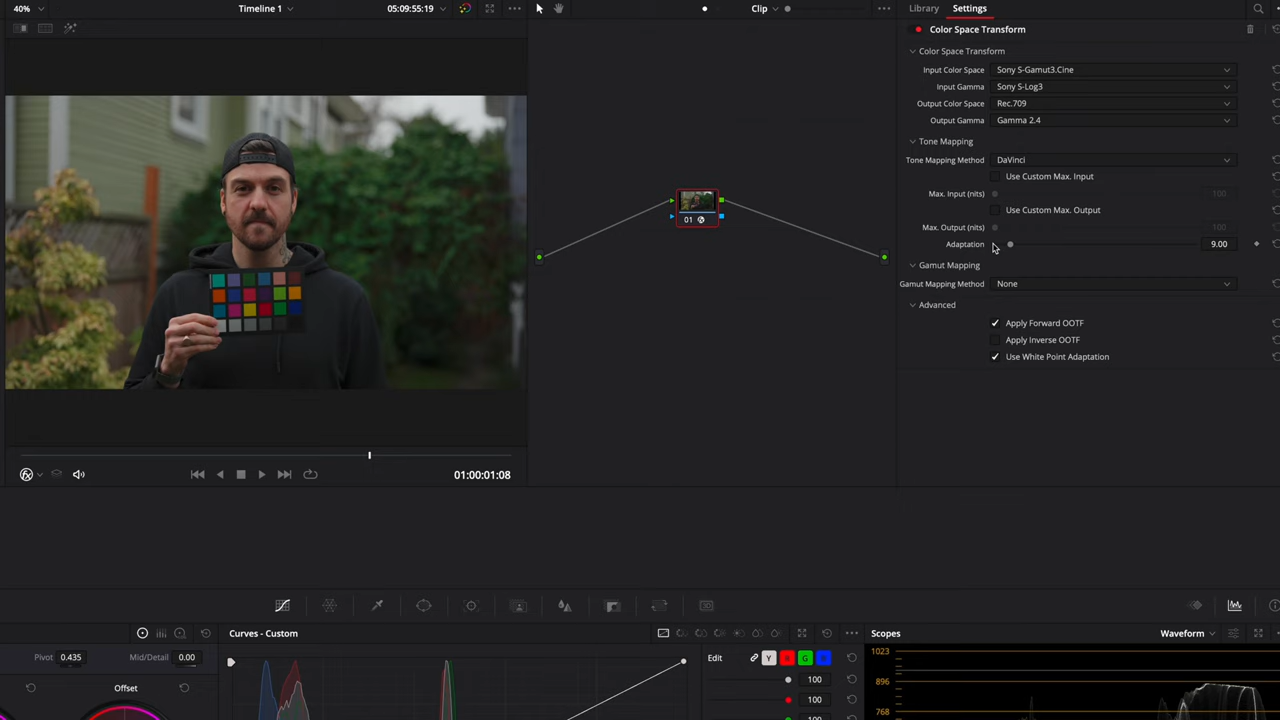 40%
Timeline 1
05:09:55:19
Clip
Library
Settings
Color Space Transform
Color Space Transform
Input Color Space
Sony S-Gamut3.Cine
Input Gamma
Sony S-Log3
Output Color Space
Rec.709
Output Gamma
Gamma 2.4
Tone Mapping
Tone Mapping Method
DaVinci
Use Custom Max. Input
Max. Input (nits)
100
Use Custom Max. Output
Max. Output (nits)
100
Adaptation
9.00
Gamut Mapping
Gamut Mapping Method
None
Advanced
Apply Forward OOTF
Apply Inverse OOTF
Use White Point Adaptation
01
01:00:01:08
3D
Pivot
0.435
Mid/Detail
0.00
Offset
Curves - Custom
Edit
Y
R
G
B
100
100
100
Scopes
Waveform
1023
896
768